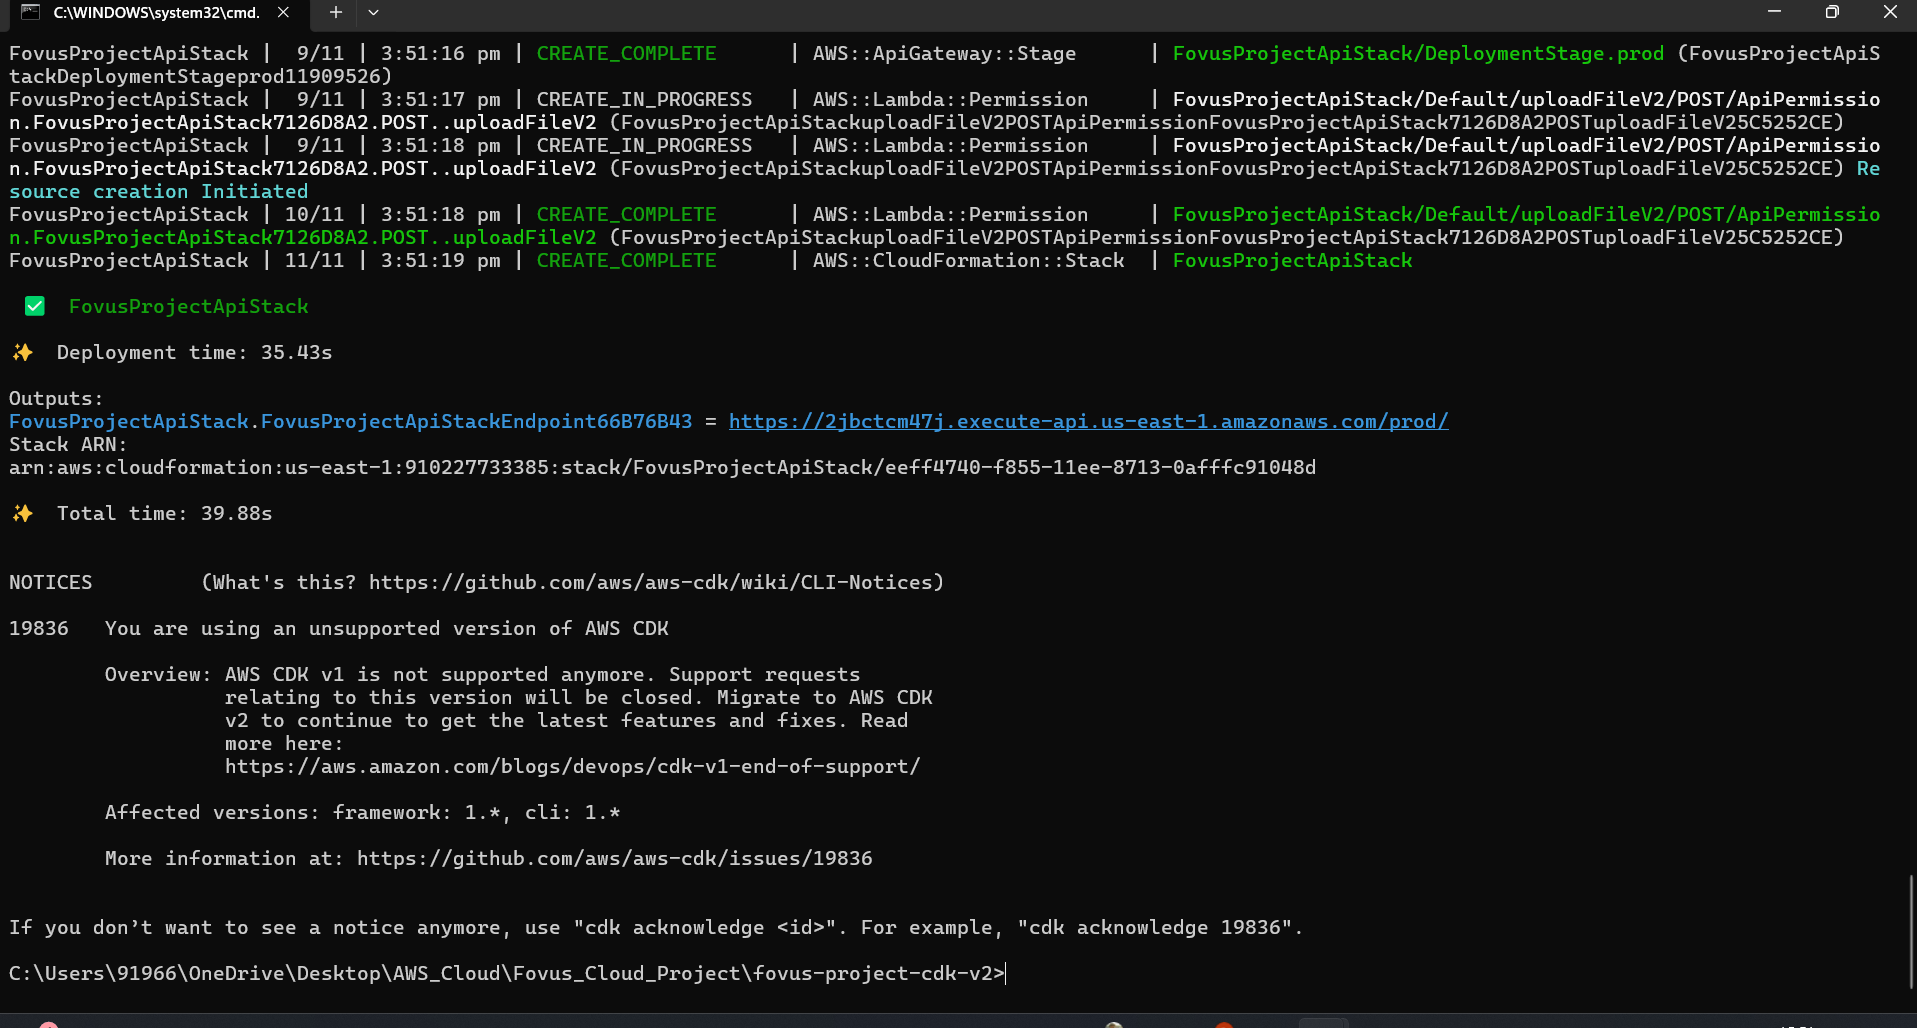 C:\WINDOWS\system32\cmd.
FovusProjectApiStack |  9/11 | 3:51:16 pm | CREATE_COMPLETE      | AWS::ApiGateway::Stage      | FovusProjectApiStack/DeploymentStage.prod (FovusProjectApiS
tackDeploymentStageprod11909526)
FovusProjectApiStack |  9/11 | 3:51:17 pm | CREATE_IN_PROGRESS   | AWS::Lambda::Permission     | FovusProjectApiStack/Default/uploadFileV2/POST/ApiPermissio
n.FovusProjectApiStack7126D8A2.POST..uploadFileV2 (FovusProjectApiStackuploadFileV2POSTApiPermissionFovusProjectApiStack7126D8A2POSTuploadFileV25C5252CE)
FovusProjectApiStack |  9/11 | 3:51:18 pm | CREATE_IN_PROGRESS   | AWS::Lambda::Permission     | FovusProjectApiStack/Default/uploadFileV2/POST/ApiPermissio
n.FovusProjectApiStack7126D8A2.POST..uploadFileV2 (FovusProjectApiStackuploadFileV2POSTApiPermissionFovusProjectApiStack7126D8A2POSTuploadFileV25C5252CE) Re
source creation Initiated
FovusProjectApiStack | 10/11 | 3:51:18 pm | CREATE_COMPLETE      | AWS::Lambda::Permission     | FovusProjectApiStack/Default/uploadFileV2/POST/ApiPermissio
n.FovusProjectApiStack7126D8A2.POST..uploadFileV2 (FovusProjectApiStackuploadFileV2POSTApiPermissionFovusProjectApiStack7126D8A2POSTuploadFileV25C5252CE)
FovusProjectApiStack | 11/11 | 3:51:19 pm | CREATE_COMPLETE      | AWS::CloudFormation::Stack  | FovusProjectApiStack
✅  FovusProjectApiStack
✨  Deployment time: 35.43s
Outputs:
FovusProjectApiStack.FovusProjectApiStackEndpoint66B76B43 = https://2jbctcm47j.execute-api.us-east-1.amazonaws.com/prod/
Stack ARN:
arn:aws:cloudformation:us-east-1:910227733385:stack/FovusProjectApiStack/eeff4740-f855-11ee-8713-0afffc91048d
✨  Total time: 39.88s
NOTICES         (What's this? https://github.com/aws/aws-cdk/wiki/CLI-Notices)
19836   You are using an unsupported version of AWS CDK
Overview: AWS CDK v1 is not supported anymore. Support requests
relating to this version will be closed. Migrate to AWS CDK
v2 to continue to get the latest features and fixes. Read
more here:
https://aws.amazon.com/blogs/devops/cdk-v1-end-of-support/
Affected versions: framework: 1.*, cli: 1.*
More information at: https://github.com/aws/aws-cdk/issues/19836
If you don’t want to see a notice anymore, use "cdk acknowledge <id>". For example, "cdk acknowledge 19836".
C:\Users\91966\OneDrive\Desktop\AWS_Cloud\Fovus_Cloud_Project\fovus-project-cdk-v2>